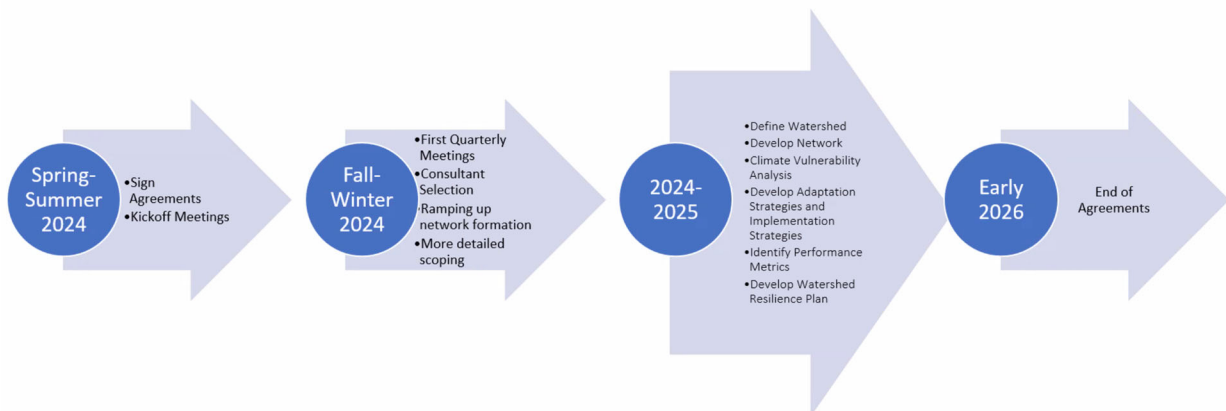 Spring-
Summer
2024
•Sign
Agreements
•Kickoff Meetings
Fall-
Winter
2024
•First Quarterly
Meetings
•Consultant
Selection
•Ramping up
network formation
•More detailed
scoping
2024-
2025
•Define Watershed
•Develop Network
•Climate Vulnerability
Analysis
•Develop Adaptation
Strategies and
Implementation
Strategies
•Identify Performance
Metrics
•Develop Watershed
Resilience Plan
Early
2026
End of
Agreements